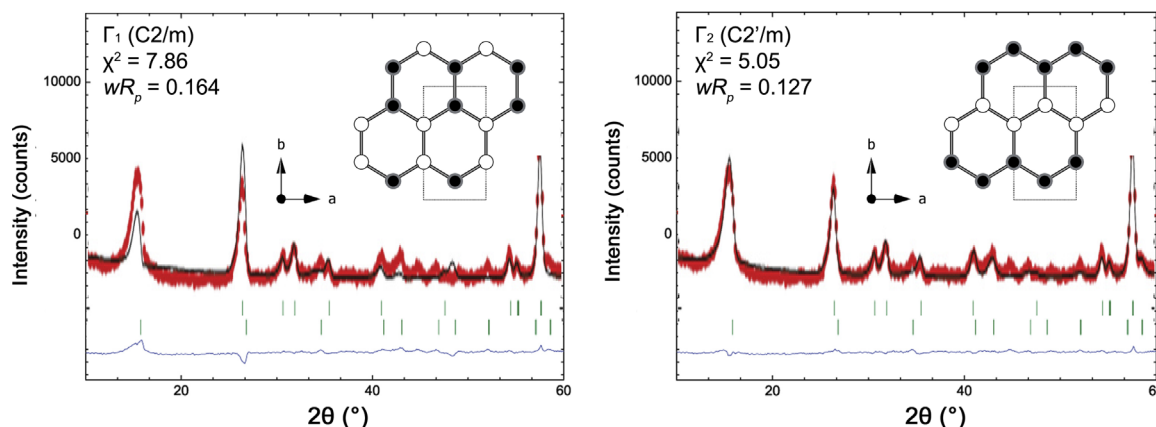 Γ₁ (C2/m)
χ² = 7.86
wRₚ = 0.164
10000
5000
0
Intensity (counts)
b
a
20
40
60
2θ (°)
Γ₂ (C2'/m)
χ² = 5.05
wRₚ = 0.127
10000
5000
0
Intensity (counts)
b
a
20
40
60
2θ (°)